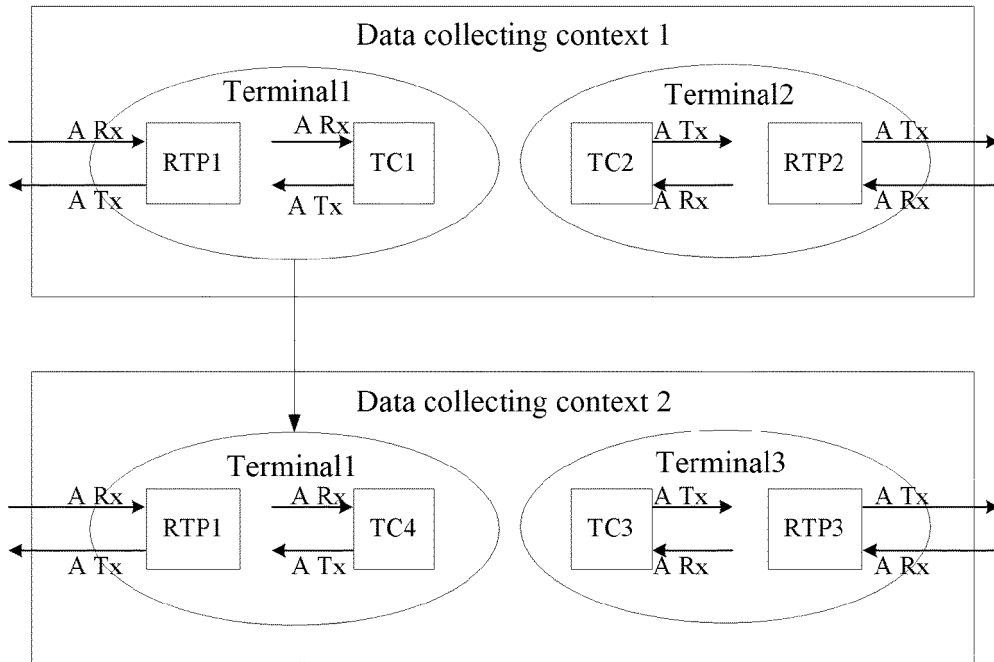 Data collecting context 1
Terminal1
Terminal2
A Rx
A Rx
A Tx
A Tx
RTP1
TC1
TC2
RTP2
A Tx
A Tx
A Rx
A Rx
Data collecting context 2
Terminal1
Terminal3
A Rx
A Rx
A Tx
A Tx
RTP1
TC4
TC3
RTP3
A Tx
A Tx
A Rx
A Rx